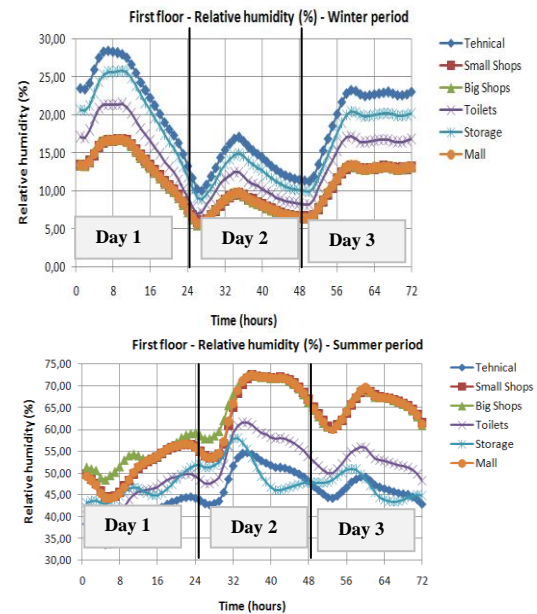 First floor - Relative humidity (%) - Winter period
Relative humidity (%)
30,00
25,00
20,00
15,00
10,00
5,00
0,00
Day 1
Day 2
Day 3
0 8 16 24 32 40 48 56 64 72
Time (hours)
Tehnical
Small Shops
Big Shops
Toilets
Storage
Mall
First floor - Relative humidity (%) - Summer period
Relative humidity (%)
75,00
70,00
65,00
60,00
55,00
50,00
45,00
40,00
35,00
30,00
Day 1
Day 2
Day 3
0 8 16 24 32 40 48 56 64 72
Time (hours)
Tehnical
Small Shops
Big Shops
Toilets
Storage
Mall